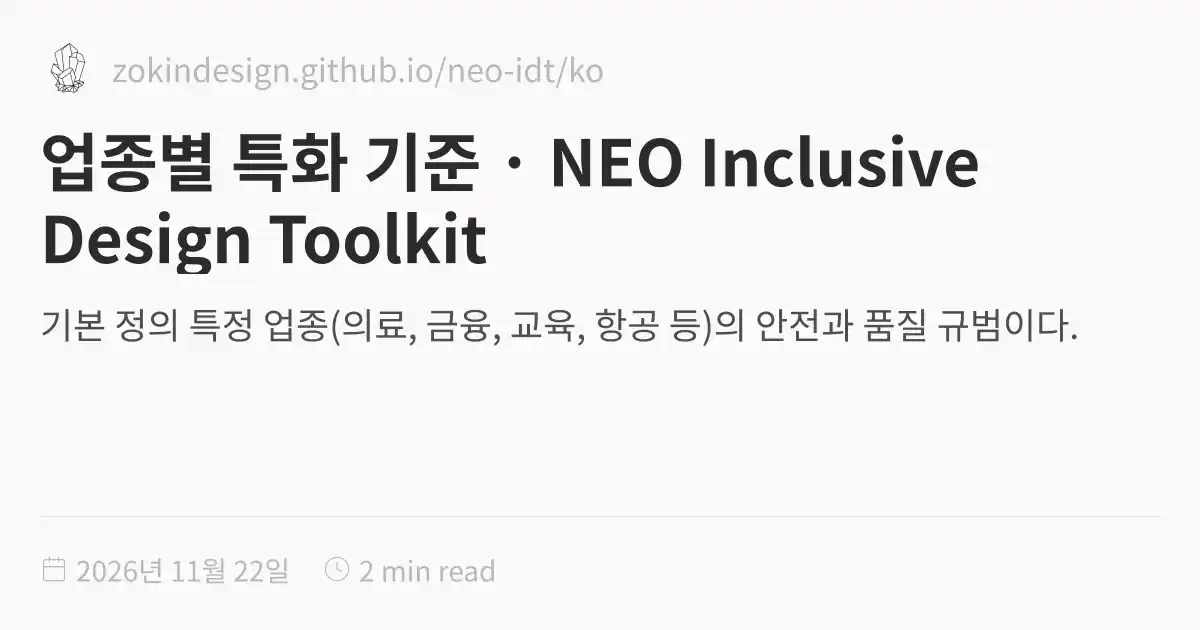 zokindesign.github.io/neo-idt/ko
업종별 특화 기준 · NEO Inclusive
Design Toolkit
기본 정의 특정 업종(의료, 금융, 교육, 항공 등)의 안전과 품질 규범이다.
2026년 11월 22일
2 min read